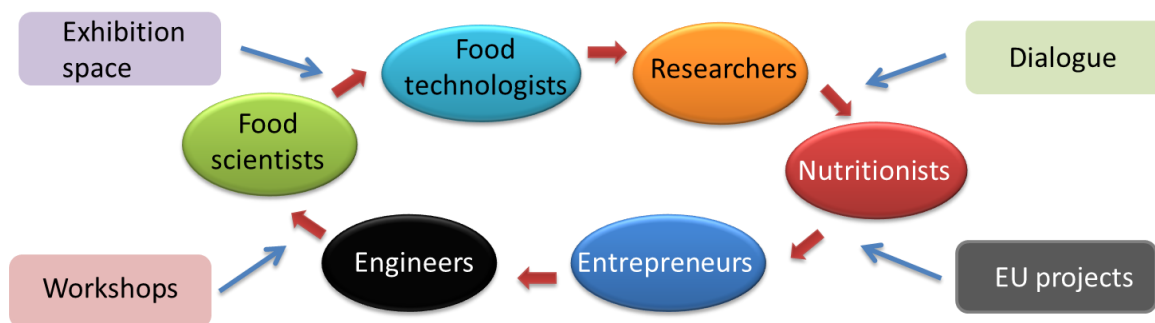 Exhibition
space
Food
technologists
Researchers
Dialogue
Food
scientists
Nutritionists
Workshops
Engineers
Entrepreneurs
EU projects